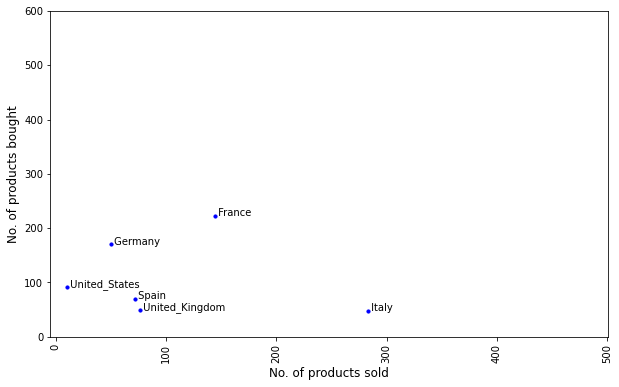 600
500
400
300
200
100
0
No. of products bought
France
Germany
United_States
Spain
United_Kingdom
Italy
0
100
200
300
400
500
No. of products sold